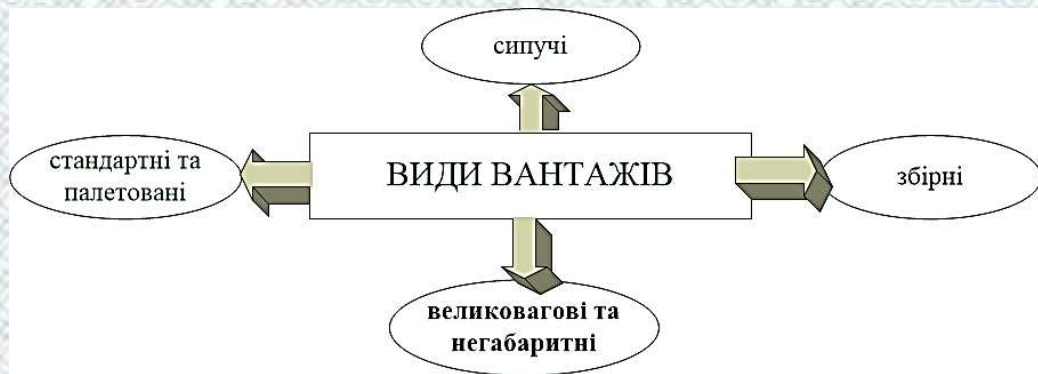 сипучі
стандартні та
палетовані
ВИДИ ВАНТАЖІВ
збірні
великовагові та
негабаритні